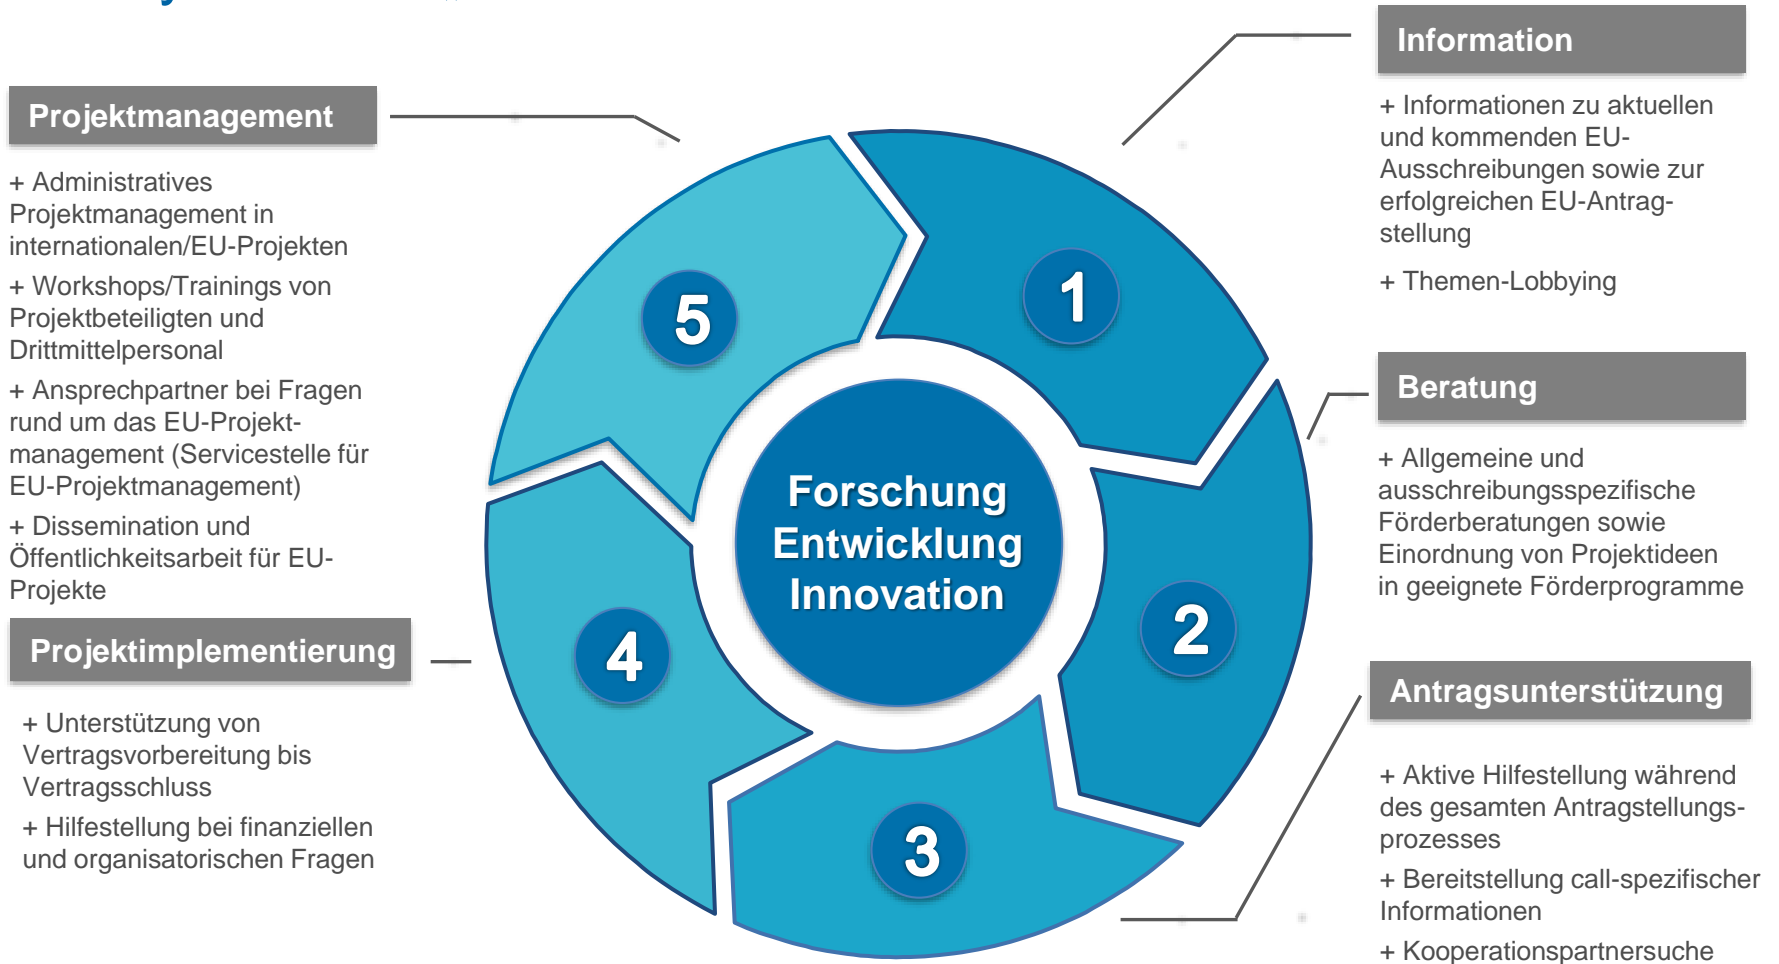 Information
+ Informationen zu aktuellen
und kommenden EU-
Ausschreibungen sowie zur
erfolgreichen EU-Antrag-
stellung
+ Themen-Lobbying
Beratung
+ Allgemeine und
ausschreibungsspezifische
Förderberatungen sowie
Einordnung von Projektideen
in geeignete Förderprogramme
Antragsunterstützung
+ Aktive Hilfestellung während
des gesamten Antragstellungs-
prozesses
+ Bereitstellung call-spezifischer
Informationen
+ Kooperationspartnersuche
Projektimplementierung
+ Unterstützung von
Vertragsvorbereitung bis
Vertragsschluss
+ Hilfestellung bei finanziellen
und organisatorischen Fragen
Projektmanagement
+ Administratives
Projektmanagement in
internationalen/EU-Projekten
+ Workshops/Trainings von
Projektbeteiligten und
Drittmittelpersonal
+ Ansprechpartner bei Fragen
rund um das EU-Projekt-
management (Servicestelle für
EU-Projektmanagement)
+ Dissemination und
Öffentlichkeitsarbeit für EU-
Projekte
1
2
3
4
5
Forschung
Entwicklung
Innovation